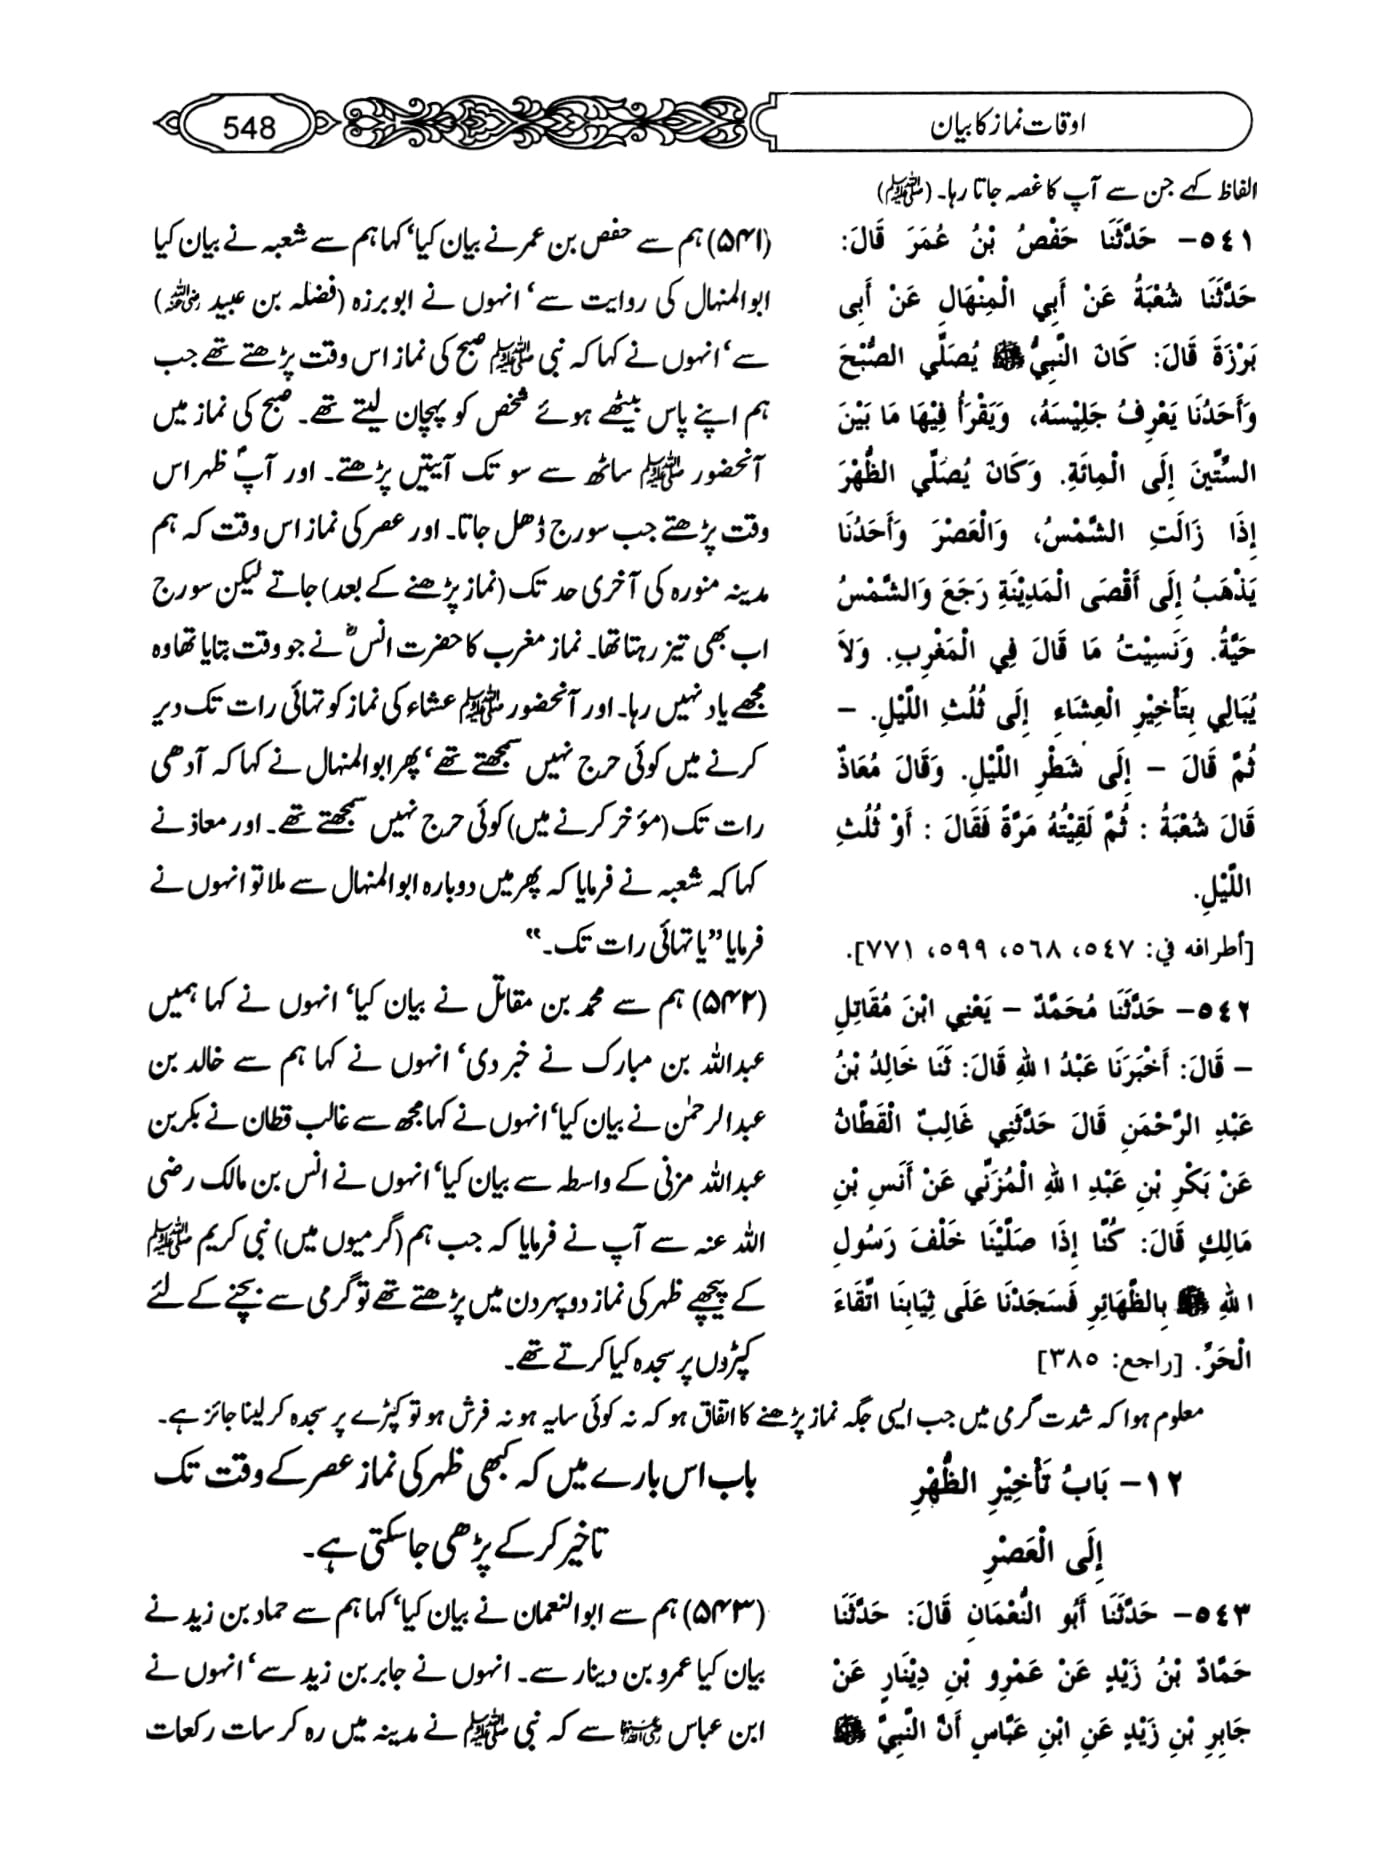 اوقات نماز کا بیان
548
الفاظ کہے جن سے آپ کا غصہ جاتا رہا۔ (ﷺ)
٥٤١- حَدَّثَنَا حَفْصُ بْنُ عُمَرَ قَالَ:
حَدَّثَنَا شُعْبَةُ عَنْ أَبِي الْمِنْهَالِ عَنْ أَبِي
بَرْزَةَ قَالَ: كَانَ النَّبِيُّ ﷺ يُصَلِّي الصُّبْحَ
وَأَحَدُنَا يَعْرِفُ جَلِيْسَهُ، وَيَقْرَأُ فِيْهَا مَا بَيْنَ
السِّتِّينَ إِلَى الْمِائَةِ. وَكَانَ يُصَلِّي الظُّهْرَ
إِذَا زَالَتِ الشَّمْسُ، وَالْعَصْرَ وَأَحَدُنَا
يَذْهَبُ إِلَى أَقْصَى الْمَدِيْنَةِ رَجَعَ وَالشَّمْسُ
حَيَّةٌ. وَنَسِيْتُ مَا قَالَ فِي الْمَغْرِبِ. وَلاَ
يُبَالِي بِتَأْخِيْرِ الْعِشَاءِ إِلَى ثُلُثِ اللَّيْلِ. –
ثُمَّ قَالَ – إِلَى شَطْرِ اللَّيْلِ. وَقَالَ مُعَاذٌ
قَالَ شُعْبَةُ : ثُمَّ لَقِيْتُهُ مَرَّةً فَقَالَ : أَوْ ثُلُثِ
اللَّيْلِ.
[أطرافه في: ٥٤٧، ٥٦٨، ٥٩٩، ٧٧١].
(۵۴۱) ہم سے حفص بن عمر نے بیان کیا‘ کہا ہم سے شعبہ نے بیان کیا
ابوالمنہال کی روایت سے‘ انہوں نے ابوبرزہ (فضلہ بن عبید رضی اللہ عنہ)
سے‘ انہوں نے کہا کہ نبی ﷺ صبح کی نماز اس وقت پڑھتے تھے جب
ہم اپنے پاس بیٹھے ہوئے شخص کو پہچان لیتے تھے۔ صبح کی نماز میں
آنحضور ﷺ ساٹھ سے سو تک آیتیں پڑھتے۔ اور آپؐ ظہر اس
وقت پڑھتے جب سورج ڈھل جاتا۔ اور عصر کی نماز اس وقت کہ ہم
مدینہ منورہ کی آخری حد تک (نماز پڑھنے کے بعد) جاتے لیکن سورج
اب بھی تیز رہتا تھا۔ نماز مغرب کا حضرت انسؓ نے جو وقت بتایا تھا وہ
مجھے یاد نہیں رہا۔ اور آنحضور ﷺ عشاء کی نماز کو تہائی رات تک دیر
کرنے میں کوئی حرج نہیں سمجھتے تھے‘ پھر ابوالمنہال نے کہا کہ آدھی
رات تک (مؤخر کرنے میں) کوئی حرج نہیں سمجھتے تھے۔ اور معاذ نے
کہا کہ شعبہ نے فرمایا کہ پھر میں دوبارہ ابوالمنہال سے ملا تو انہوں نے
فرمایا ”یا تہائی رات تک۔“
٥٤٢- حَدَّثَنَا مُحَمَّدٌ – يَعْنِي ابْنَ مُقَاتِلٍ
– قَالَ: أَخْبَرَنَا عَبْدُ اللهِ قَالَ: ثَنَا خَالِدُ بْنُ
عَبْدِ الرَّحْمَنِ قَالَ حَدَّثَنِي غَالِبٌ الْقَطَّانُ
عَنْ بَكْرِ بْنِ عَبْدِ اللهِ الْمُزَنِّي عَنْ أَنَسِ بْنِ
مَالِكٍ قَالَ: كُنَّا إِذَا صَلَّيْنَا خَلْفَ رَسُولِ
اللهِ ﷺ بِالظَّهَائِرِ فَسَجَدْنَا عَلَى ثِيَابِنَا اتِّقَاءَ
الْحَرِّ. [راجع: ٣٨٥]
(۵۴۲) ہم سے محمد بن مقاتل نے بیان کیا‘ انہوں نے کہا ہمیں
عبداللہ بن مبارک نے خبر دی‘ انہوں نے کہا ہم سے خالد بن
عبدالرحمٰن نے بیان کیا‘ انہوں نے کہا مجھ سے غالب قطان نے بکر بن
عبداللہ مزنی کے واسطہ سے بیان کیا‘ انہوں نے انس بن مالک رضی
اللہ عنہ سے آپ نے فرمایا کہ جب ہم (گرمیوں میں) نبی کریم ﷺ
کے پیچھے ظہر کی نماز دوپہر دن میں پڑھتے تھے تو گرمی سے بچنے کے لئے
کپڑوں پر سجدہ کیا کرتے تھے۔
معلوم ہوا کہ شدت گرمی میں جب ایسی جگہ نماز پڑھنے کا اتفاق ہو کہ نہ کوئی سایہ ہو نہ فرش ہو تو کپڑے پر سجدہ کر لینا جائز ہے۔
١٢- بَابُ تَأْخِيْرِ الظُّهْرِ
إِلَى الْعَصْرِ
باب اس بارے میں کہ کبھی ظہر کی نماز عصر کے وقت تک
تاخیر کر کے پڑھی جا سکتی ہے۔
٥٤٣- حَدَّثَنَا أَبُو النُّعْمَانِ قَالَ: حَدَّثَنَا
حَمَّادُ بْنُ زَيْدٍ عَنْ عَمْرِو بْنِ دِيْنَارٍ عَنْ
جَابِرِ بْنِ زَيْدٍ عَنِ ابْنِ عَبَّاسٍ أَنَّ النَّبِيَّ ﷺ
(۵۴۳) ہم سے ابوالنعمان نے بیان کیا‘ کہا ہم سے حماد بن زید نے
بیان کیا عمرو بن دینار سے۔ انہوں نے جابر بن زید سے‘ انہوں نے
ابن عباس رضی اللہ عنہما سے کہ نبی ﷺ نے مدینہ میں رہ کر سات رکعات